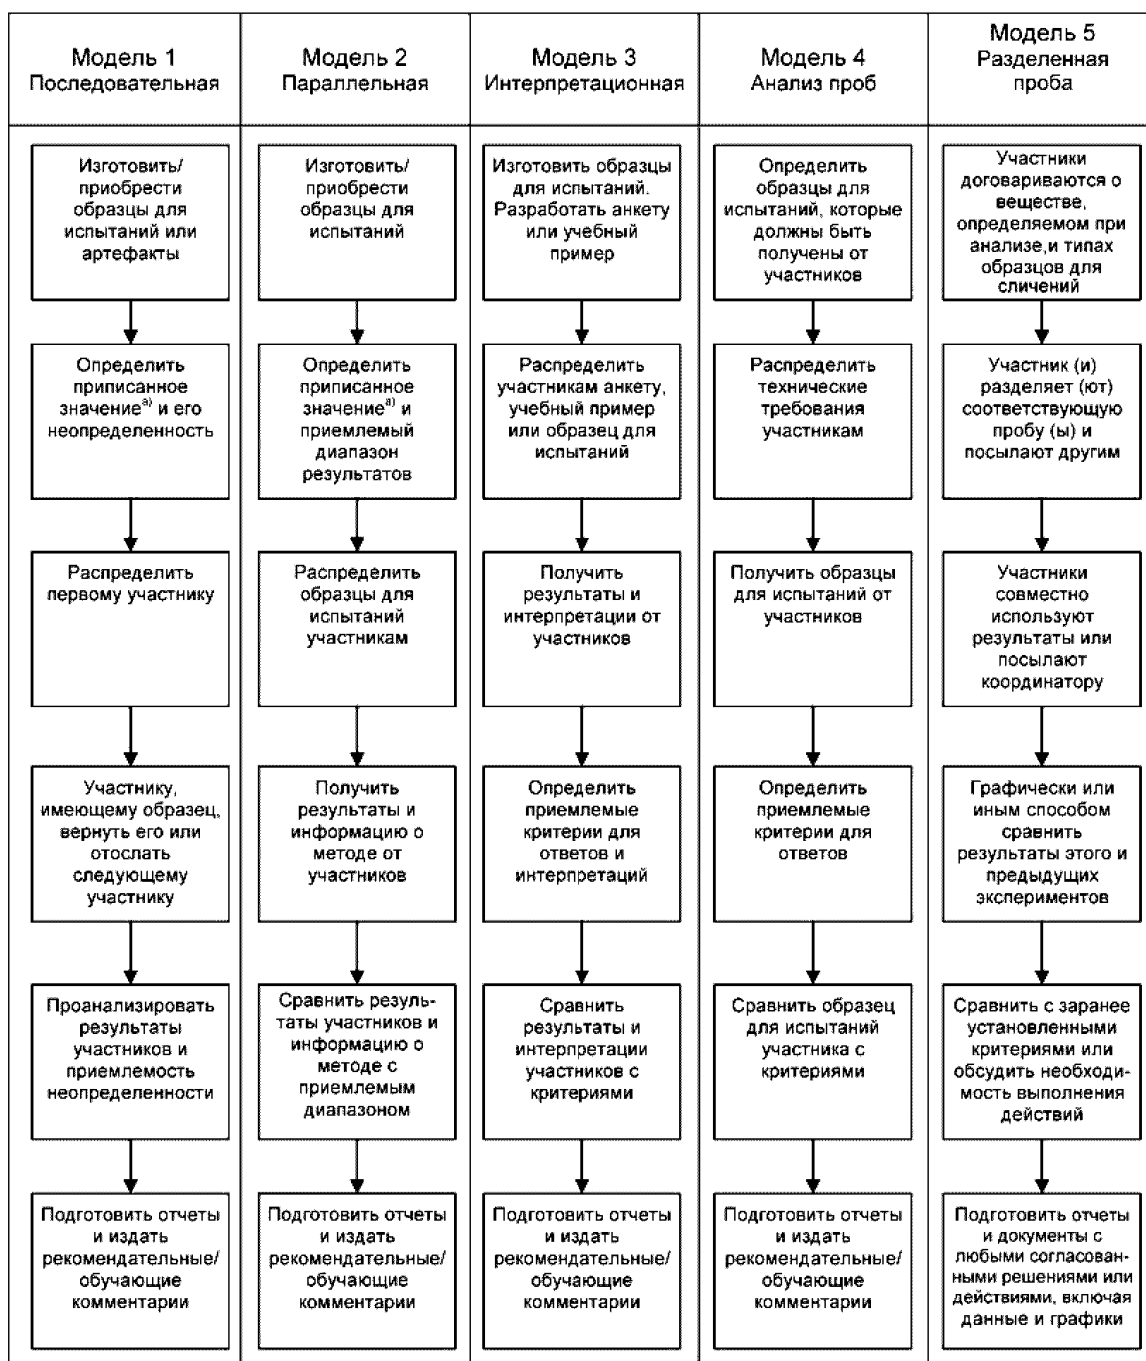 Модель 1
Последовательная
Модель 2
Параллельная
Модель 3
Интерпретационная
Модель 4
Анализ проб
Модель 5
Разделенная
проба
Изготовить/
приобрести
образцы для
испытаний или
артефакты
Изготовить/
приобрести
образцы для
испытаний
Изготовить образцы
для испытаний.
Разработать анкету
или учебный
пример
Определить
образцы для
испытаний, которые
должны быть
получены от
участников
Участники
договариваются о
веществе,
определяемом при
анализе,и типах
образцов для
сличений
Определить
приписанное
значение а) и его
неопределенность
Определить
приписанное
значение а) и
приемлемый
диапазон
результатов
Распределить
участникам анкету,
учебный пример
или образец для
испытаний
Распределить
технические
требования
участникам
Участник (и)
разделяет (ют)
соответствующую
пробу (ы) и
посылают другим
Распределить
первому участнику
Распределить
образцы для
испытаний
участникам
Получить
результаты и
интерпретации от
участников
Получить образцы
для испытаний от
участников
Участники
совместно
используют
результаты или
посылают
координатору
Участнику,
имеющему образец,
вернуть его или
отослать
следующему
участнику
Получить
результаты и
информацию о
методе от
участников
Определить
приемлемые
критерии для
ответов и
интерпретаций
Определить
приемлемые
критерии для
ответов
Графически или
иным способом
сравнить
результаты этого и
предыдущих
экспериментов
Проанализировать
результаты
участников и
приемлемость
неопределенности
Сравнить резуль-
таты участников и
информацию о
методе с
приемлемым
диапазоном
Сравнить
результаты и
интерпретации
участников с
критериями
Сравнить образец
для испытаний
участника с
критериями
Сравнить с заранее
установленными
критериями или
обсудить необходи-
мость выполнения
действий
Подготовить отчеты
и издать
рекомендательные/
обучающие
комментарии
Подготовить отчеты
и издать
рекомендательные/
обучающие
комментарии
Подготовить отчеты
и издать
рекомендательные/
обучающие
комментарии
Подготовить отчеты
и издать
рекомендательные/
обучающие
комментарии
Подготовить отчеты
и документы с
любыми согласован-
ными решениями или
действиями, включая
данные и графики